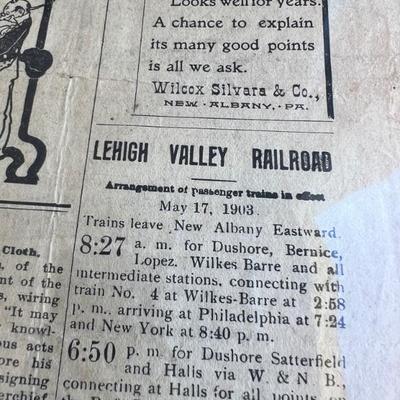 Looks well for years.
A chance to explain
its many good points
is all we ask.
Wilcox Silvara & Co.,
NEW · ALBANY, · PA.
LEHIGH VALLEY RAILROAD
Arrangement of passenger trains in effect
May 17, 1903.
Trains leave New Albany Eastward.
8:27 a. m. for Dushore, Bernice,
Lopez. Wilkes Barre and all
intermediate stations, connecting with
train No. 4 at Wilkes-Barre at 2:58
p. m., arriving at Philadelphia at 7:24
and New York at 8:40 p. m.
6:50 p. m. for Dushore Satterfield
and Halls via W. & N B.,
connecting at Halls for all points on
Cloth.
of the
nt of the
s, wiring
"It may
knowl-
ous acts
ore his
signing
erchief